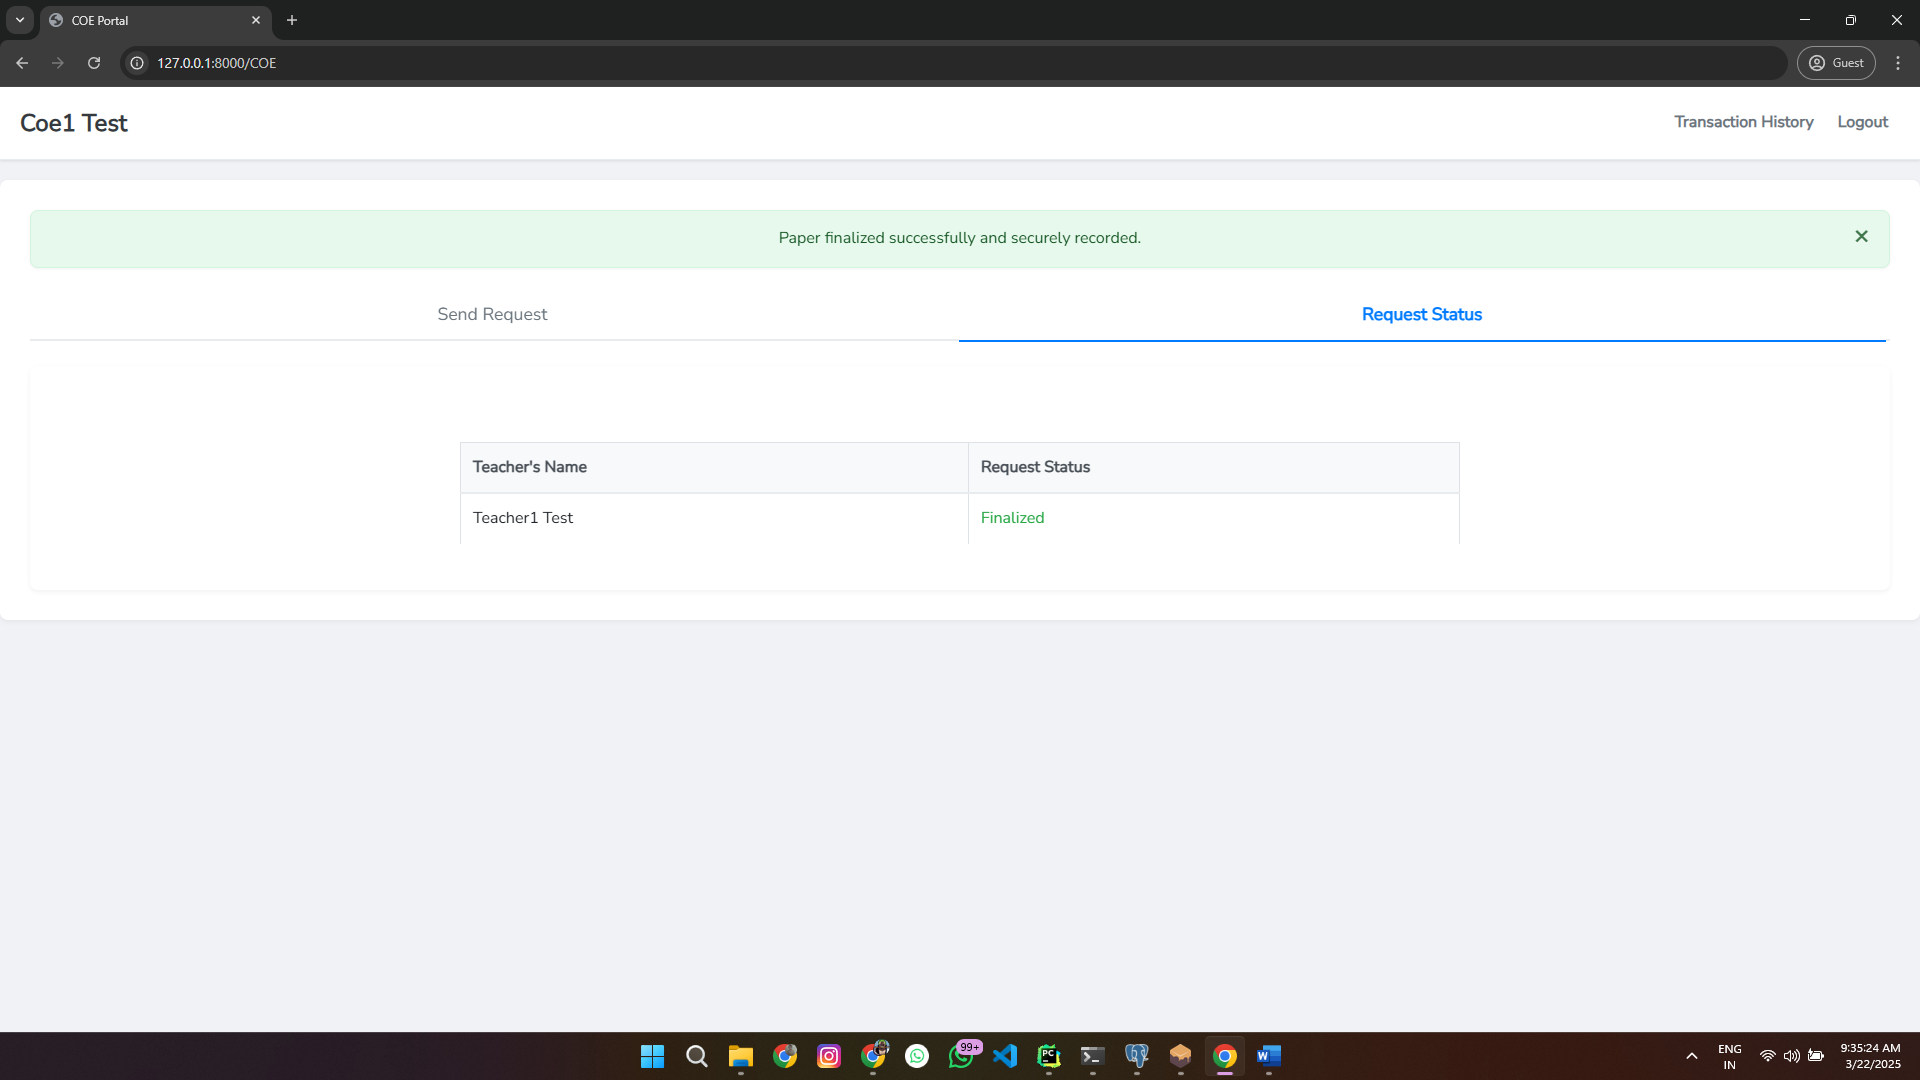 COE Portal
127.0.0.1:8000/COE
Guest
Coe1 Test
Transaction History
Logout
Paper finalized successfully and securely recorded.
Send Request
Request Status
Teacher's Name
Request Status
Teacher1 Test
Finalized
99+
PC
W
ENG
IN
9:35:24 AM
3/22/2025